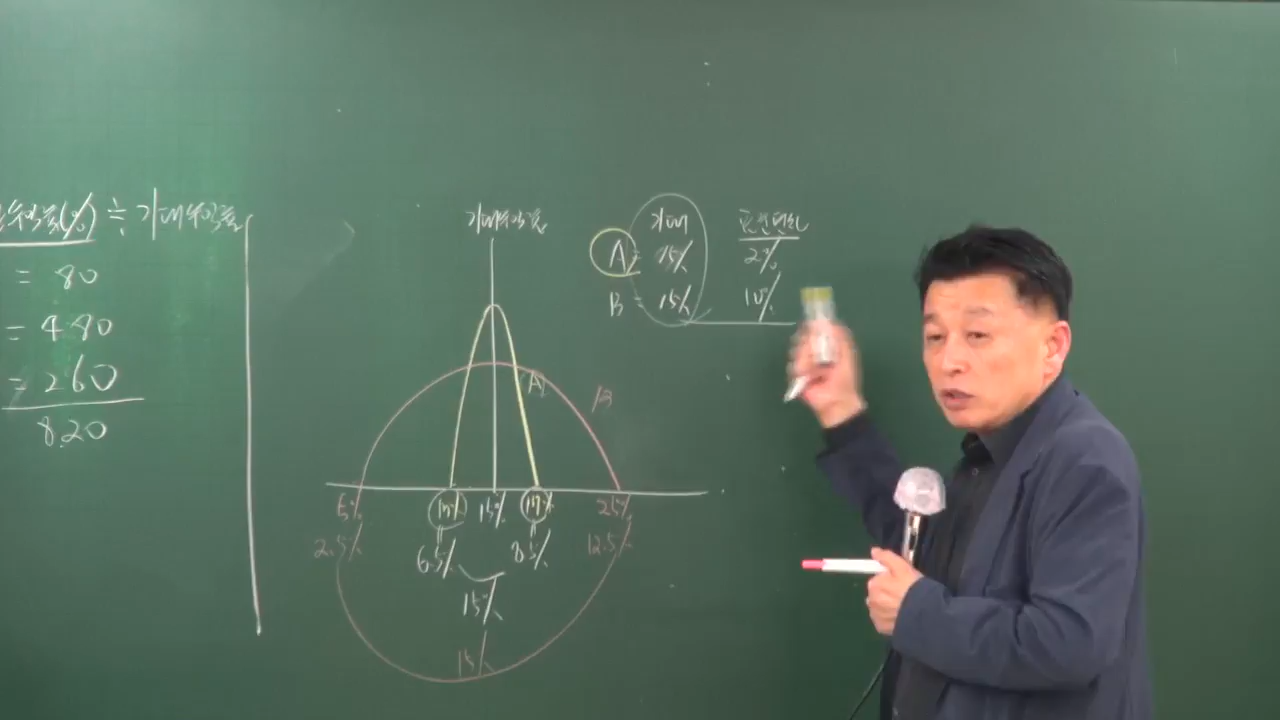 수익률(%) ÷ 기대수익률
= 80
= 480
= 260
820
기대수익률
A
B
5% 13% 15% 17% 25%
2.5% 6.5% 8.5% 12.5%
15%
15%
기대 표준편차
A = 15% 2%
B = 15% 10%